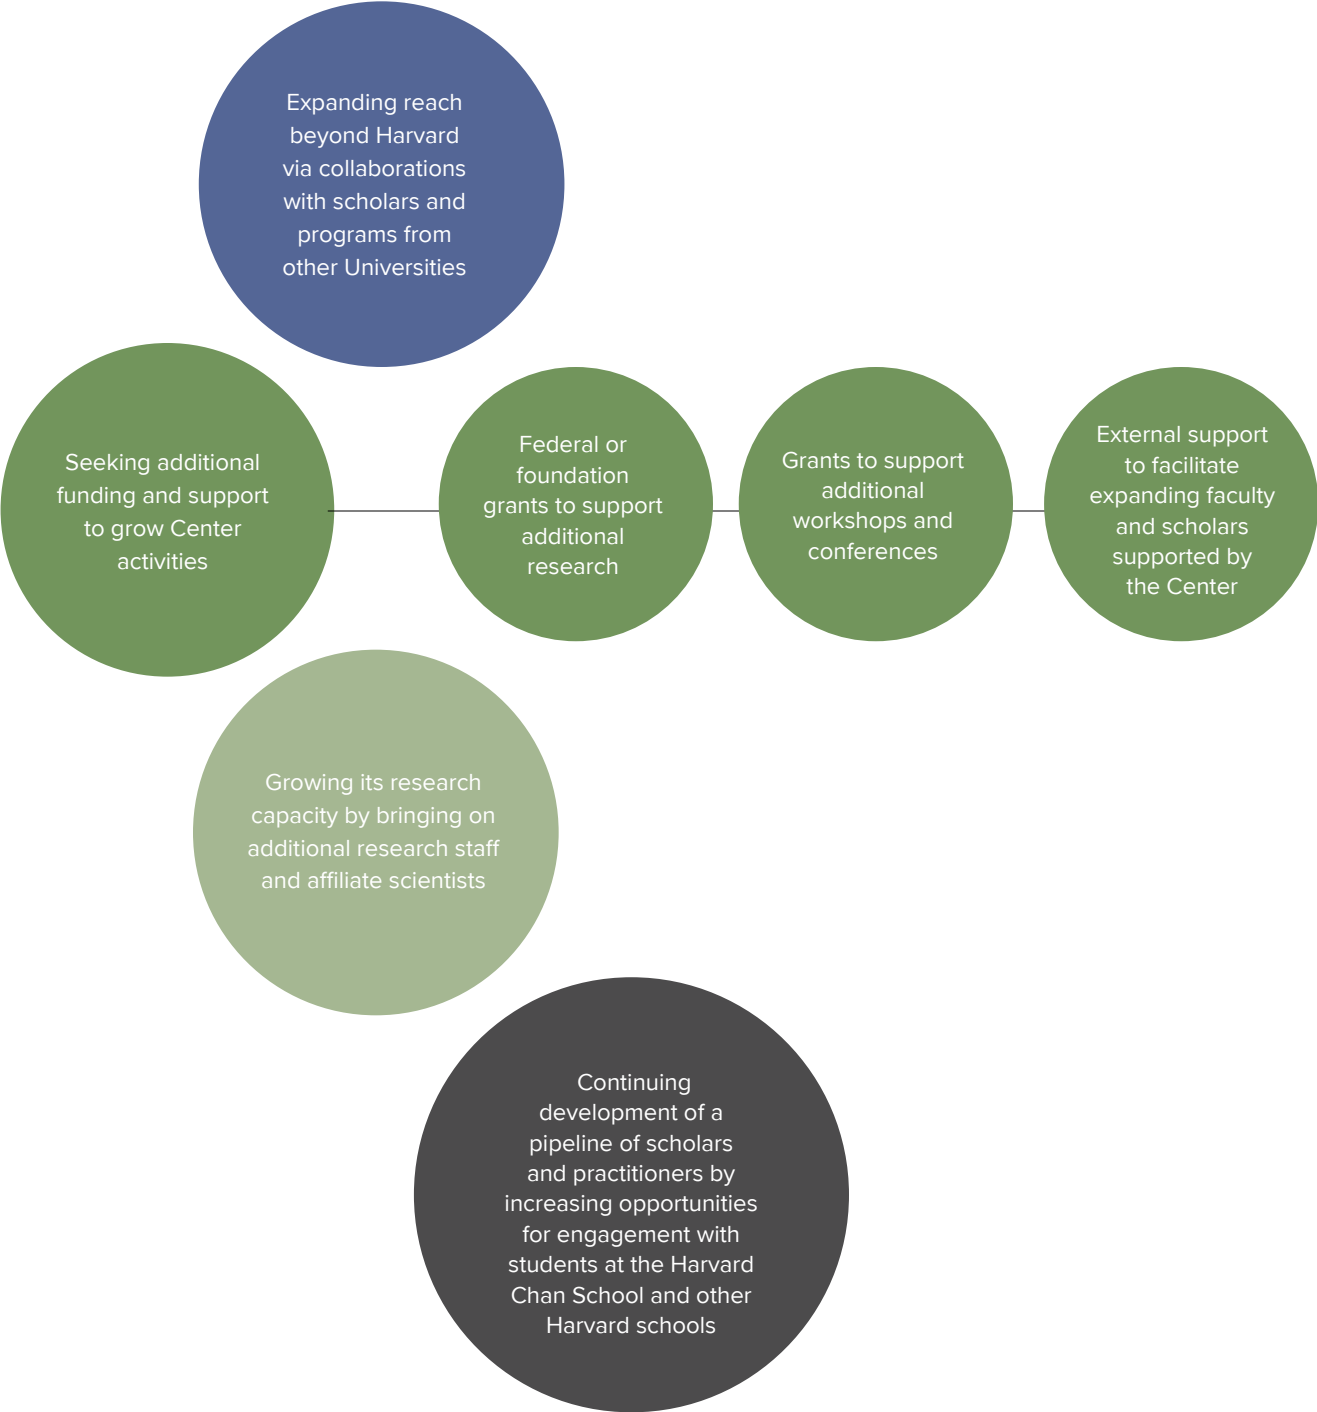 Expanding reach
beyond Harvard
via collaborations
with scholars and
programs from
other Universities
Seeking additional
funding and support
to grow Center
activities
Federal or
foundation
grants to support
additional
research
Grants to support
additional
workshops and
conferences
External support
to facilitate
expanding faculty
and scholars
supported by
the Center
Growing its research
capacity by bringing on
additional research staff
and affiliate scientists
Continuing
development of a
pipeline of scholars
and practitioners by
increasing opportunities
for engagement with
students at the Harvard
Chan School and other
Harvard schools